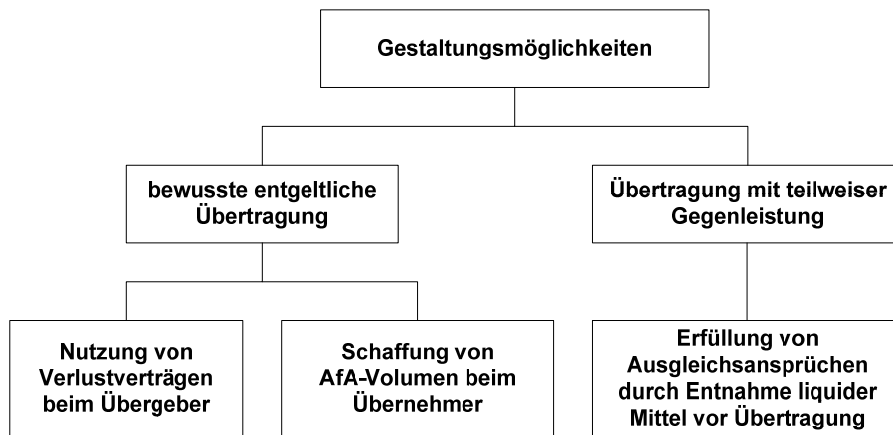 Gestaltungsmöglichkeiten
bewusste entgeltliche
Übertragung
Übertragung mit teilweiser
Gegenleistung
Nutzung von
Verlustverträgen
beim Übergeber
Schaffung von
AfA-Volumen beim
Übernehmer
Erfüllung von
Ausgleichsansprüchen
durch Entnahme liquider
Mittel vor Übertragung